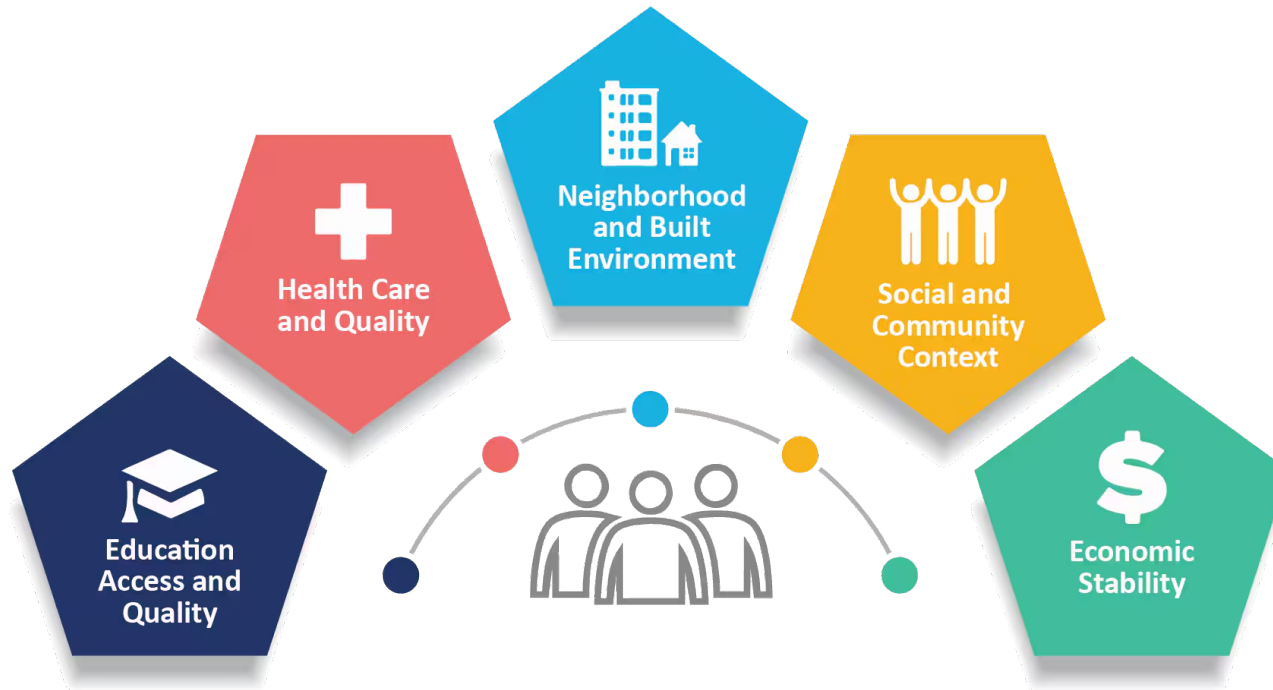 Neighborhood
and Built
Environment
Health Care
and Quality
Social and
Community
Context
Education
Access and
Quality
$
Economic
Stability